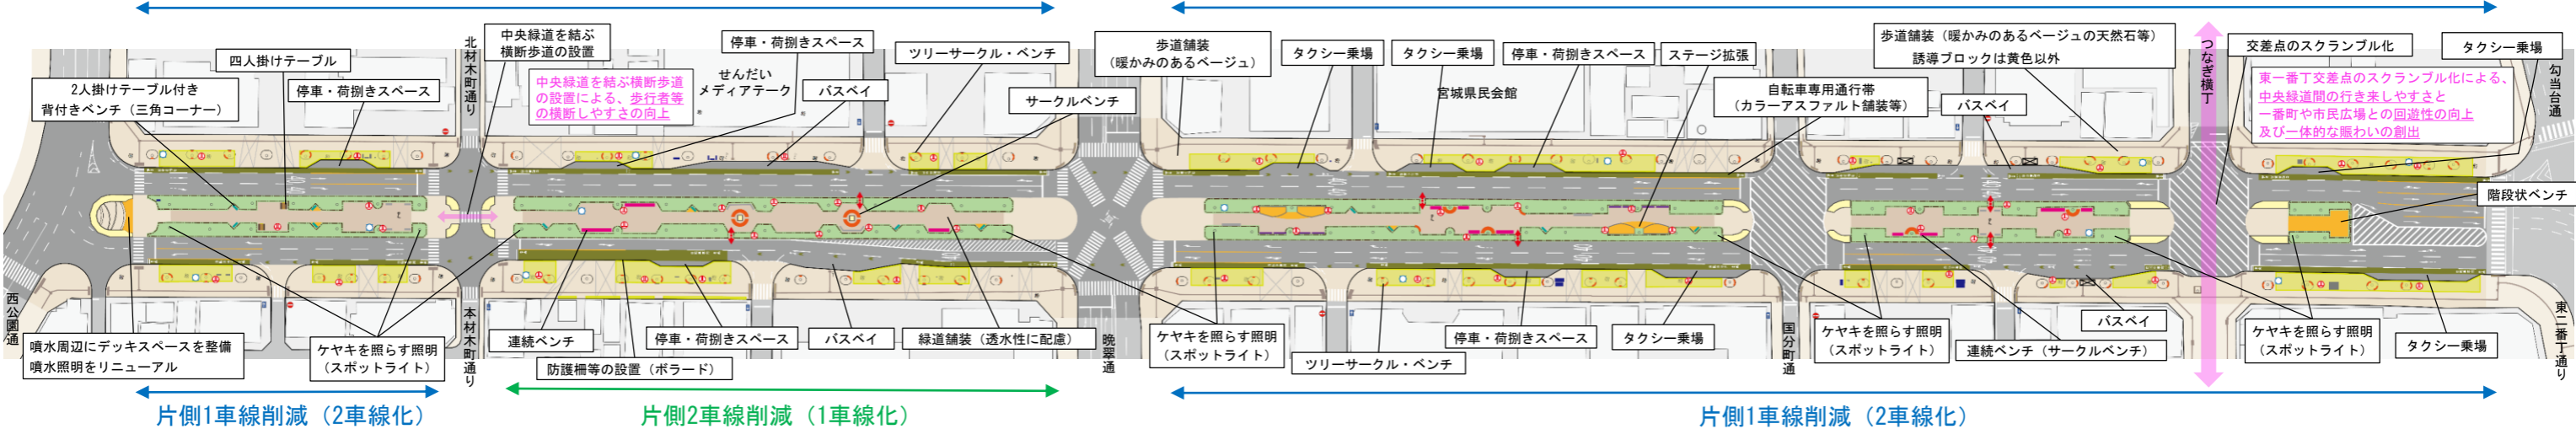 北材木町通り
中央緑道を結ぶ
横断歩道の設置
停車・荷捌きスペース
ツリーサークル・ベンチ
歩道舗装
（暖かみのあるベージュ）
タクシー乗場
タクシー乗場
停車・荷捌きスペース
ステージ拡張
歩道舗装（暖かみのあるベージュの天然石等）
誘導ブロックは黄色以外
つなぎ横丁
交差点のスクランブル化
タクシー乗場
勾当台通
四人掛けテーブル
2人掛けテーブル付き
背付きベンチ（三角コーナー）
停車・荷捌きスペース
中央緑道を結ぶ横断歩道
の設置による、歩行者等
の横断しやすさの向上
せんだい
メディアテーク
バスベイ
サークルベンチ
宮城県民会館
自転車専用通行帯
（カラーアスファルト舗装等）
バスベイ
東一番丁交差点のスクランブル化による、
中央緑道間の行き来しやすさと
一番町や市民広場との回遊性の向上
及び一体的な賑わいの創出
階段状ベンチ
西公園通
噴水周辺にデッキスペースを整備
噴水照明をリニューアル
ケヤキを照らす照明
（スポットライト）
本材木町通り
連続ベンチ
防護柵等の設置（ボラード）
停車・荷捌きスペース
バスベイ
緑道舗装（透水性に配慮）
晩翠通
ケヤキを照らす照明
（スポットライト）
ツリーサークル・ベンチ
停車・荷捌きスペース
タクシー乗場
国分町通
ケヤキを照らす照明
（スポットライト）
連続ベンチ（サークルベンチ）
バスベイ
ケヤキを照らす照明
（スポットライト）
タクシー乗場
東二番丁通り
片側1車線削減（2車線化）
片側2車線削減（1車線化）
片側1車線削減（2車線化）